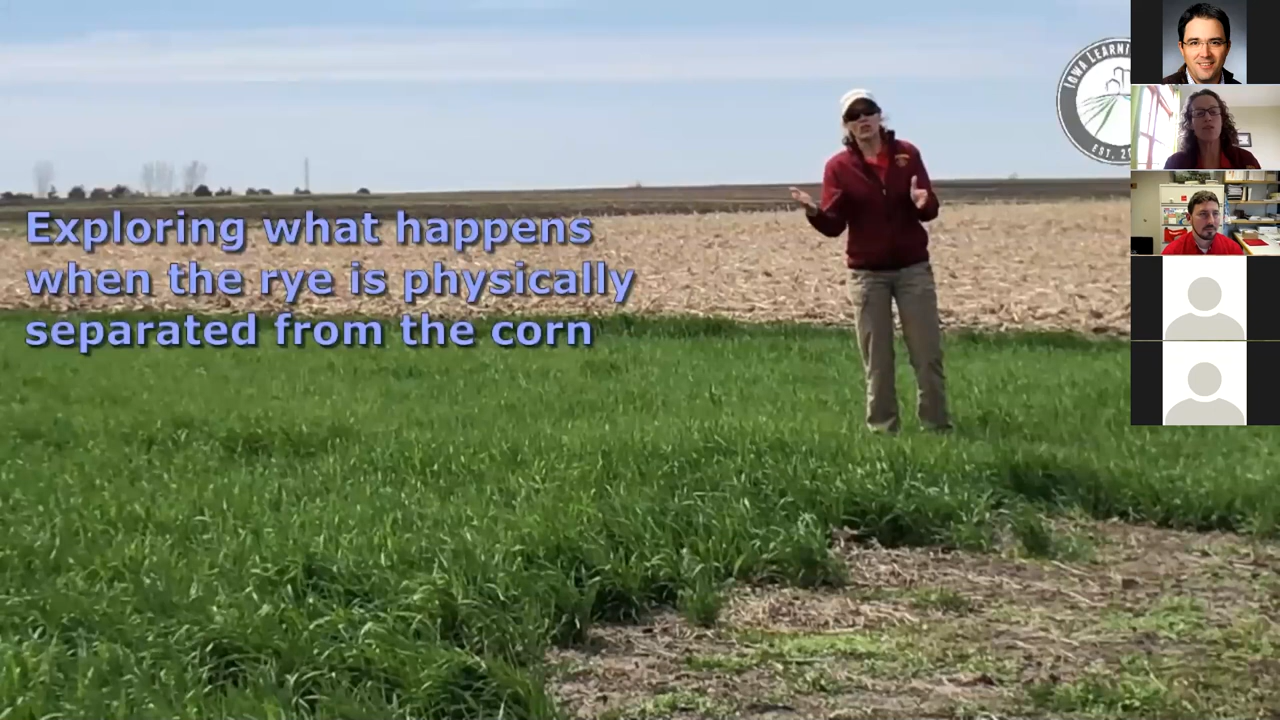 Exploring what happens
when the rye is physically
separated from the corn
IOWA LEARNI
EST. 2